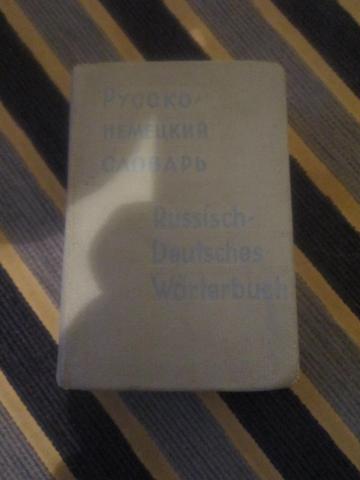 Русско-
немецкий
словарь
Russisch-
Deutsches
Wörterbuch